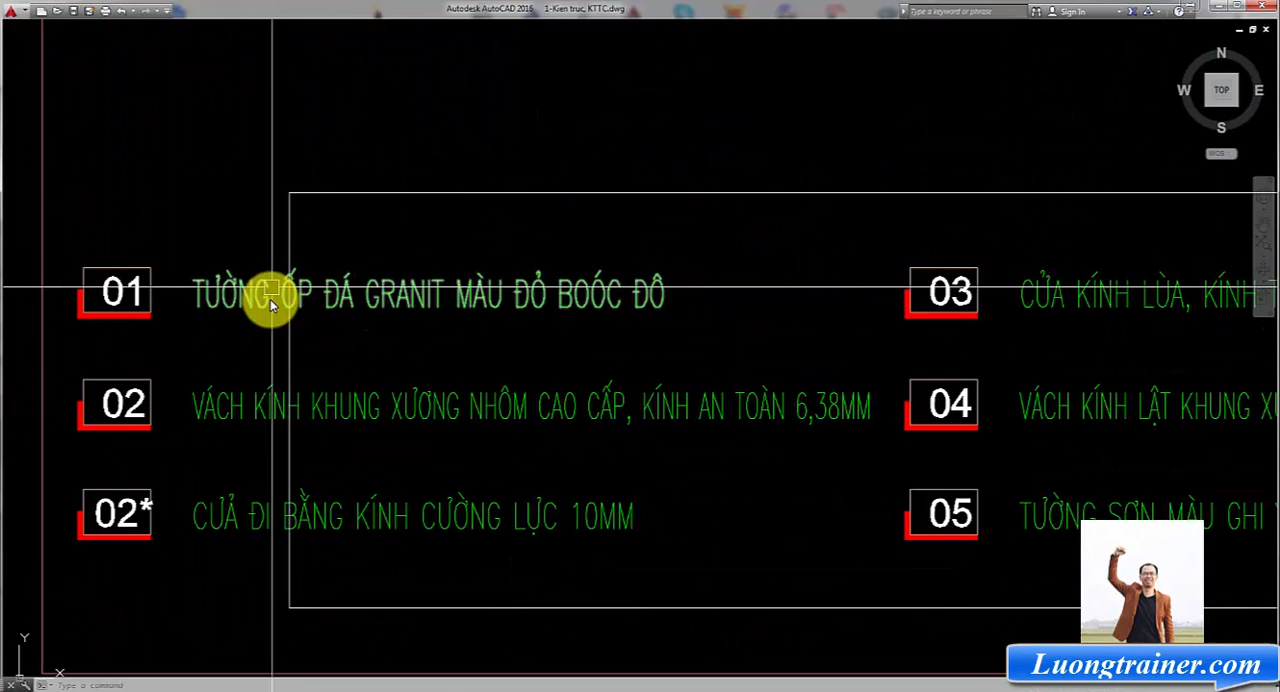 Autodesk AutoCAD 2016 1-Kien truc, KTTC.dwg
Type a keyword or phrase
Sign In
N
W TOP E
S
WCS
01 TƯỜNG ỐP ĐÁ GRANIT MÀU ĐỎ BOÓC ĐÔ
03 CỬA KÍNH LÙA, KÍNH
02 VÁCH KÍNH KHUNG XƯƠNG NHÔM CAO CẤP, KÍNH AN TOÀN 6,38MM
04 VÁCH KÍNH LẬT KHUNG
02* CƯẢ ĐI BẰNG KÍNH CƯỜNG LỰC 10MM
05 TƯỜNG SƠN MÀU GHI
Y
X
Luongtrainer.com
Type a command